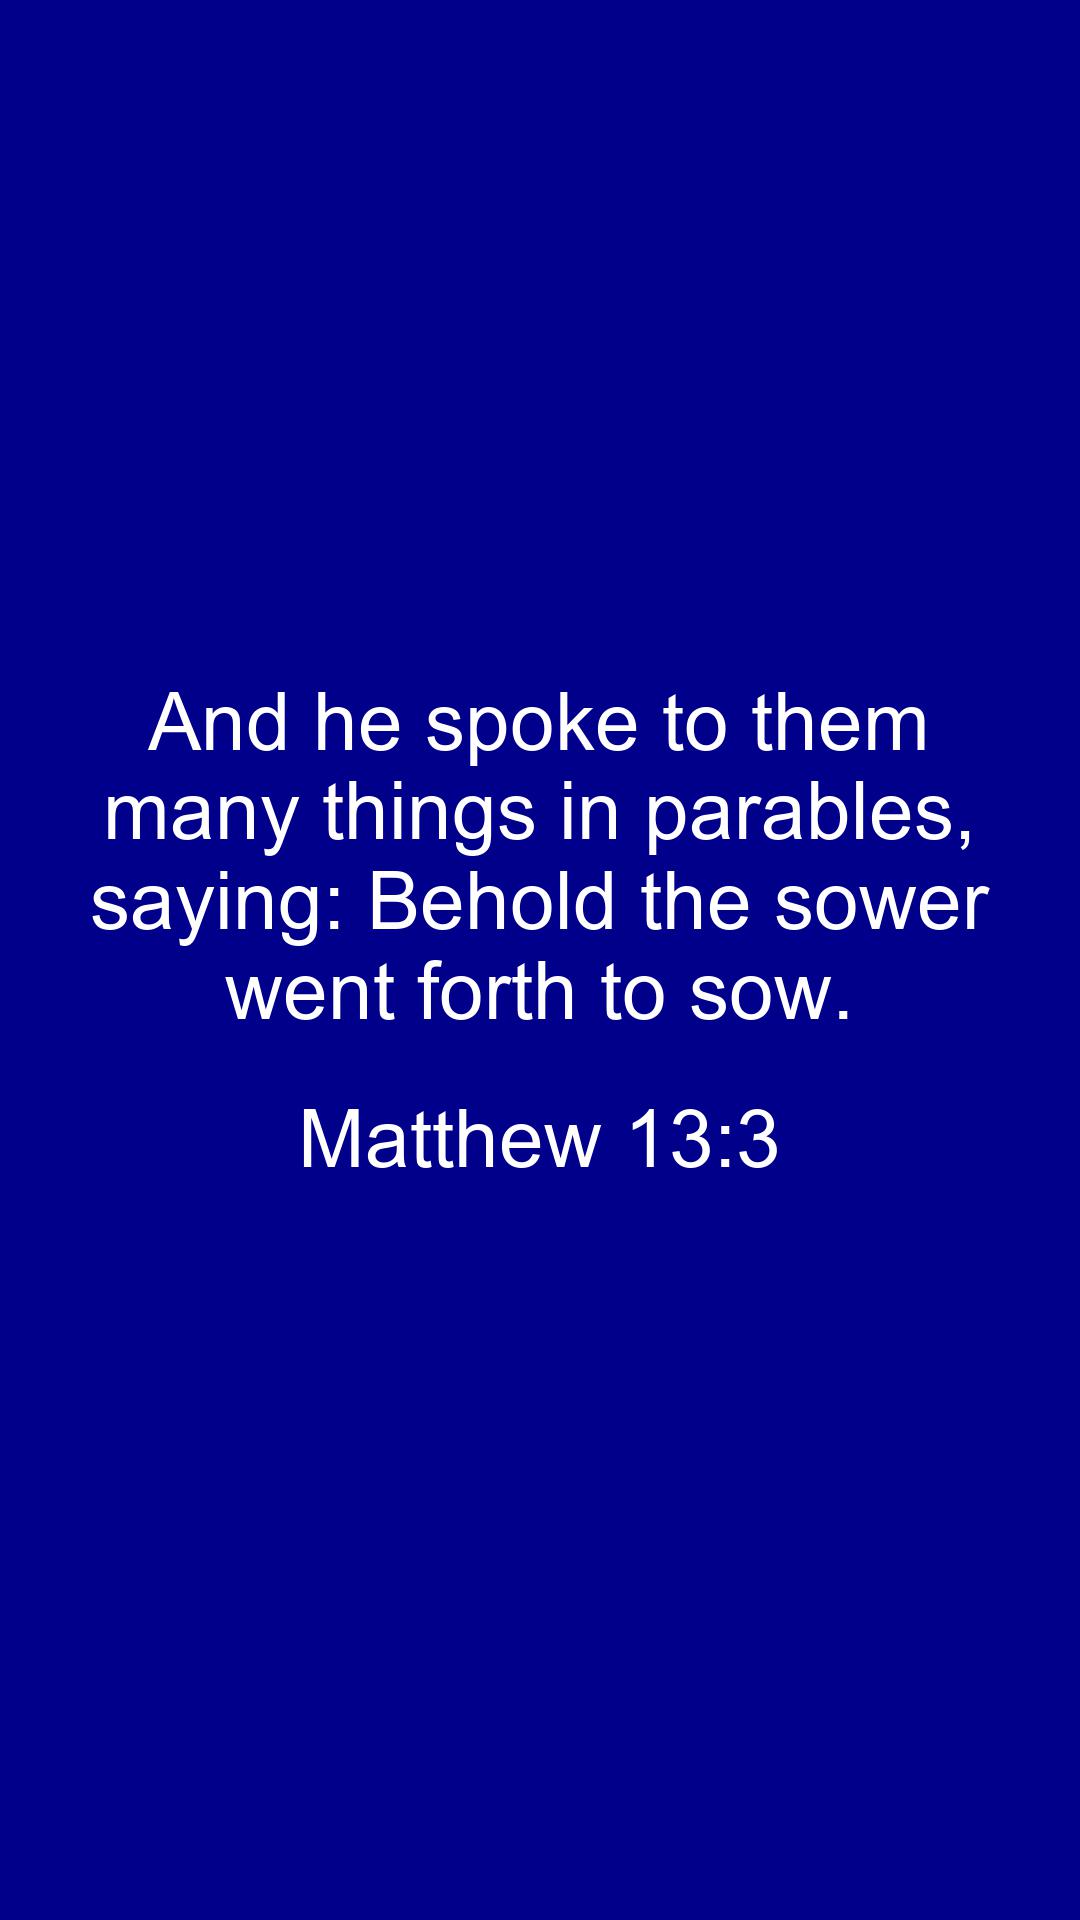 And he spoke to them
many things in parables,
saying: Behold the sower
went forth to sow.
Matthew 13:3